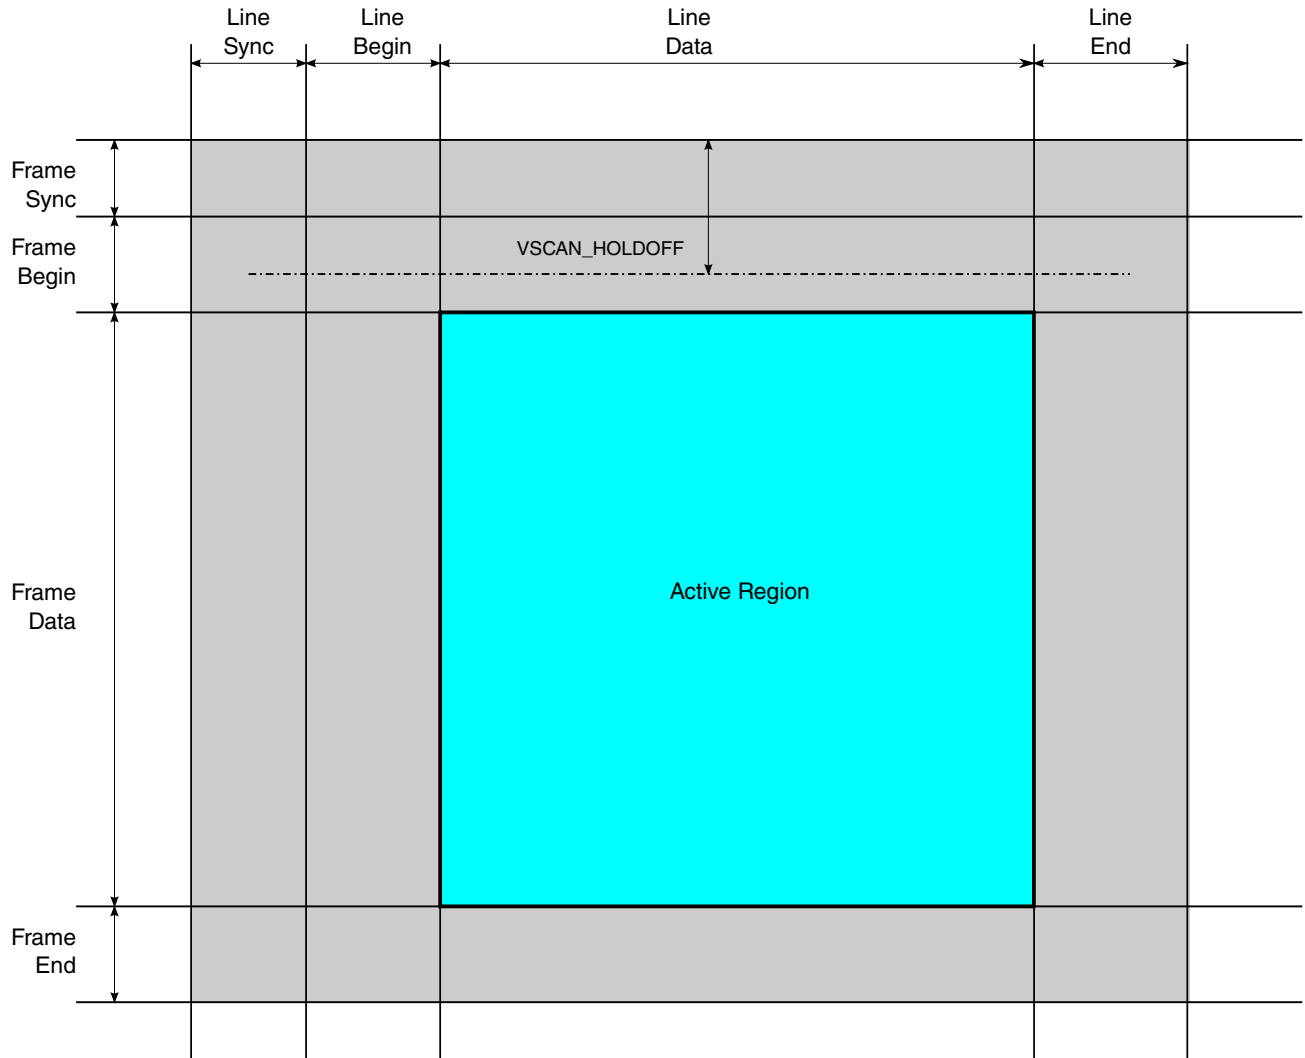 Line
Sync
Line
Begin
Line
Data
Line
End
Frame
Sync
Frame
Begin
VSCAN_HOLDOFF
Frame
Data
Active Region
Frame
End